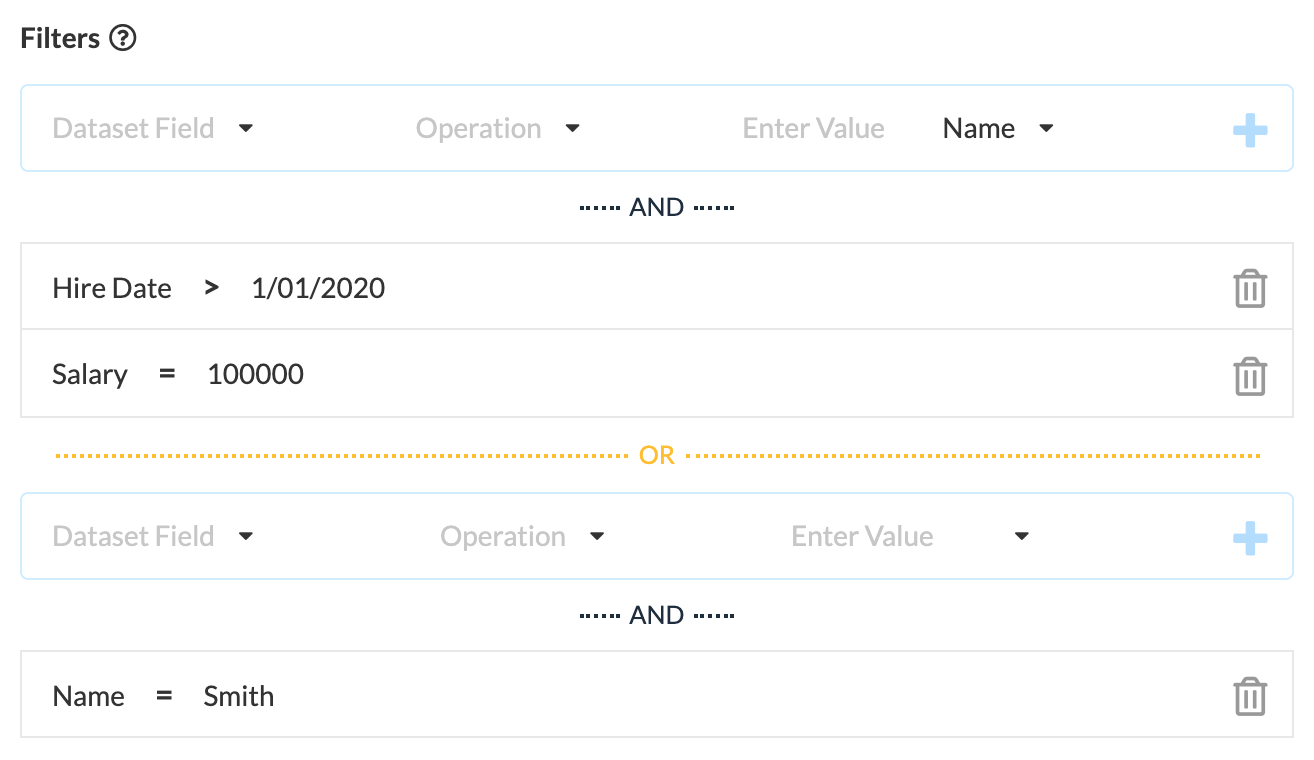 Filters ?
Dataset Field Operation Enter Value Name
AND
Hire Date > 1/01/2020
Salary = 100000
OR
Dataset Field Operation Enter Value
AND
Name = Smith